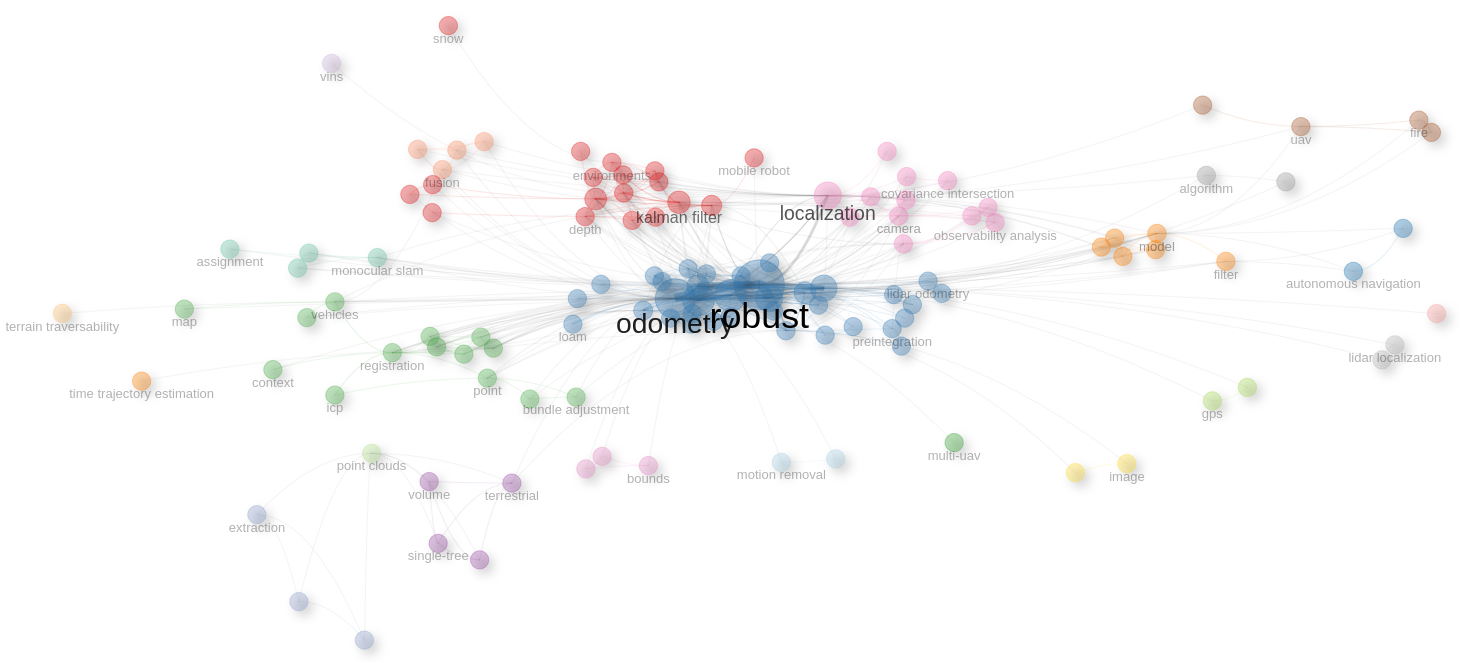 snow
vins
fire
uav
environments
mobile robot
fusion
algorithm
covariance intersection
localization
kalman filter
depth
camera
observability analysis
model
assignment
monocular slam
filter
autonomous navigation
lidar odometry
vehicles
map
terrain traversability
odometry
robust
loam
preintegration
lidar localization
registration
context
time trajectory estimation
point
icp
bundle adjustment
gps
multi-uav
point clouds
bounds
motion removal
image
volume
terrestrial
extraction
single-tree